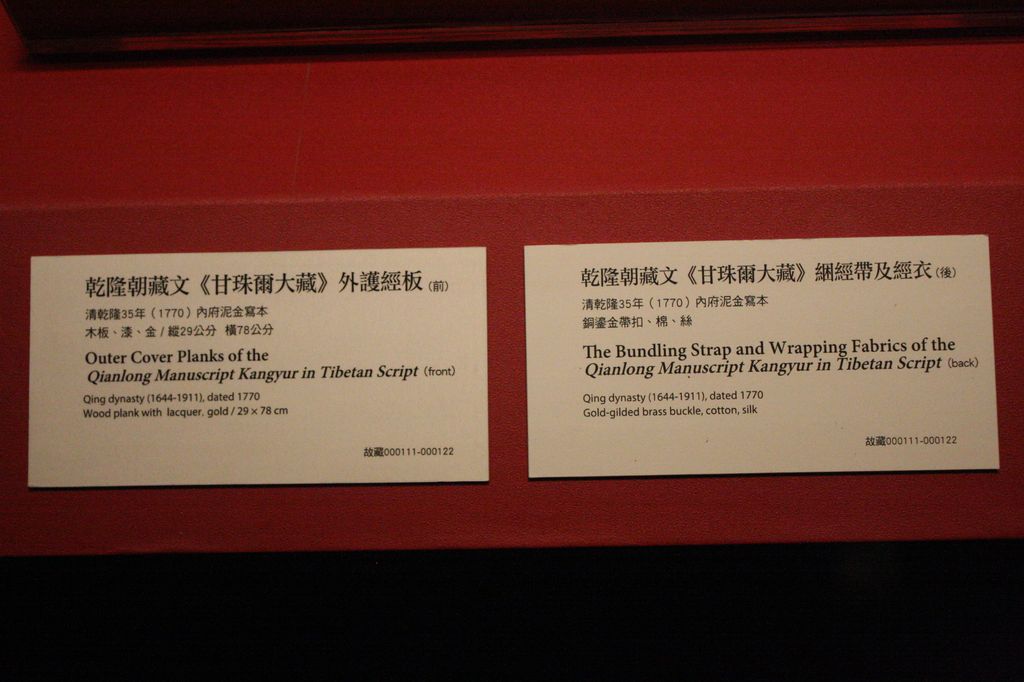 乾隆朝藏文《甘珠爾大藏》外護經板(前)
清乾隆35年(1770)內府泥金寫本
木板、漆、金 / 縱29公分 橫78公分
Outer Cover Planks of the
Qianlong Manuscript Kangyur in Tibetan Script (front)
Qing dynasty (1644-1911), dated 1770
Wood plank with lacquer, gold / 29 × 78 cm
故藏000111-000122
乾隆朝藏文《甘珠爾大藏》綑經帶及經衣(後)
清乾隆35年(1770)內府泥金寫本
銅鎏金帶扣、棉、絲
The Bundling Strap and Wrapping Fabrics of the
Qianlong Manuscript Kangyur in Tibetan Script (back)
Qing dynasty (1644-1911), dated 1770
Gold-gilded brass buckle, cotton, silk
故藏000111-000122